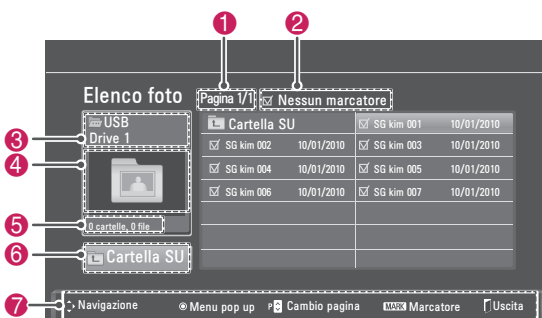 1 2
Elenco foto Pagina 1/1 Nessun marcatore
3 USB
Drive 1
4
5 0 cartelle, 0 file
6 Cartella SU
Cartella SU SG kim 001 10/01/2010
SG kim 002 10/01/2010 SG kim 003 10/01/2010
SG kim 004 10/01/2010 SG kim 005 10/01/2010
SG kim 006 10/01/2010 SG kim 007 10/01/2010
7 Navigazione Menu pop up P Cambio pagina MARK Marcatore Uscita